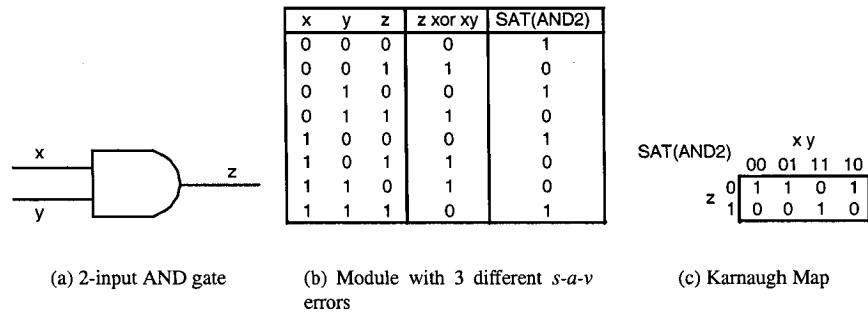 x
y
z
x y z z xor xy SAT(AND2)
0 0 0 0 1
0 0 1 1 0
0 1 0 0 1
0 1 1 1 0
1 0 0 0 1
1 0 1 1 0
1 1 0 1 0
1 1 1 0 1
x y
SAT(AND2) 00 01 11 10
z 0 1 1 0 1
1 0 0 1 0
(a) 2-input AND gate
(b) Module with 3 different s-a-v
errors
(c) Karnaugh Map